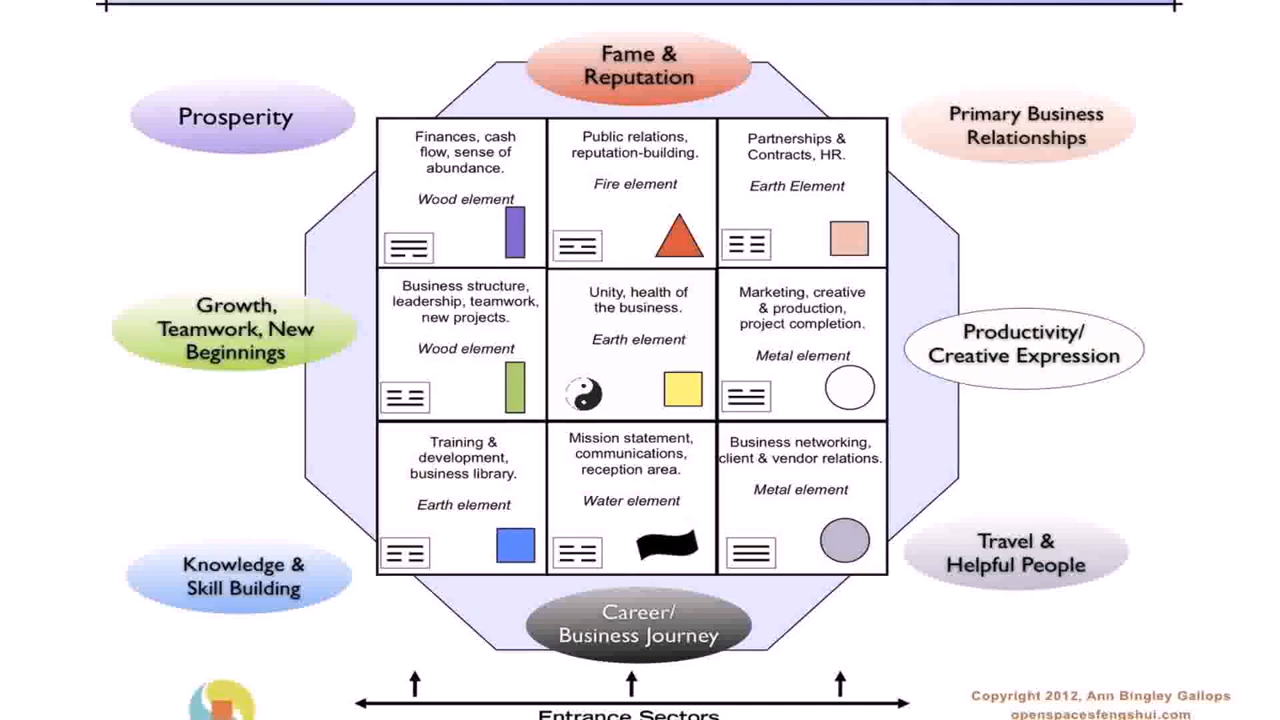 Fame &
Reputation
Prosperity
Primary Business
Relationships
Finances, cash
flow, sense of
abundance.
Wood element
Public relations,
reputation-building.
Fire element
Partnerships &
Contracts, HR.
Earth Element
Growth,
Teamwork, New
Beginnings
Business structure,
leadership, teamwork,
new projects.
Wood element
Unity, health of
the business.
Earth element
Marketing, creative
& production,
project completion.
Metal element
Productivity/
Creative Expression
Training &
development,
business library.
Earth element
Mission statement,
communications,
reception area.
Water element
Business networking,
client & vendor relations.
Metal element
Knowledge &
Skill Building
Travel &
Helpful People
Career/
Business Journey
Entrance Sectors
Copyright 2012, Ann Bingley Gallops
openspacesfengshui.com